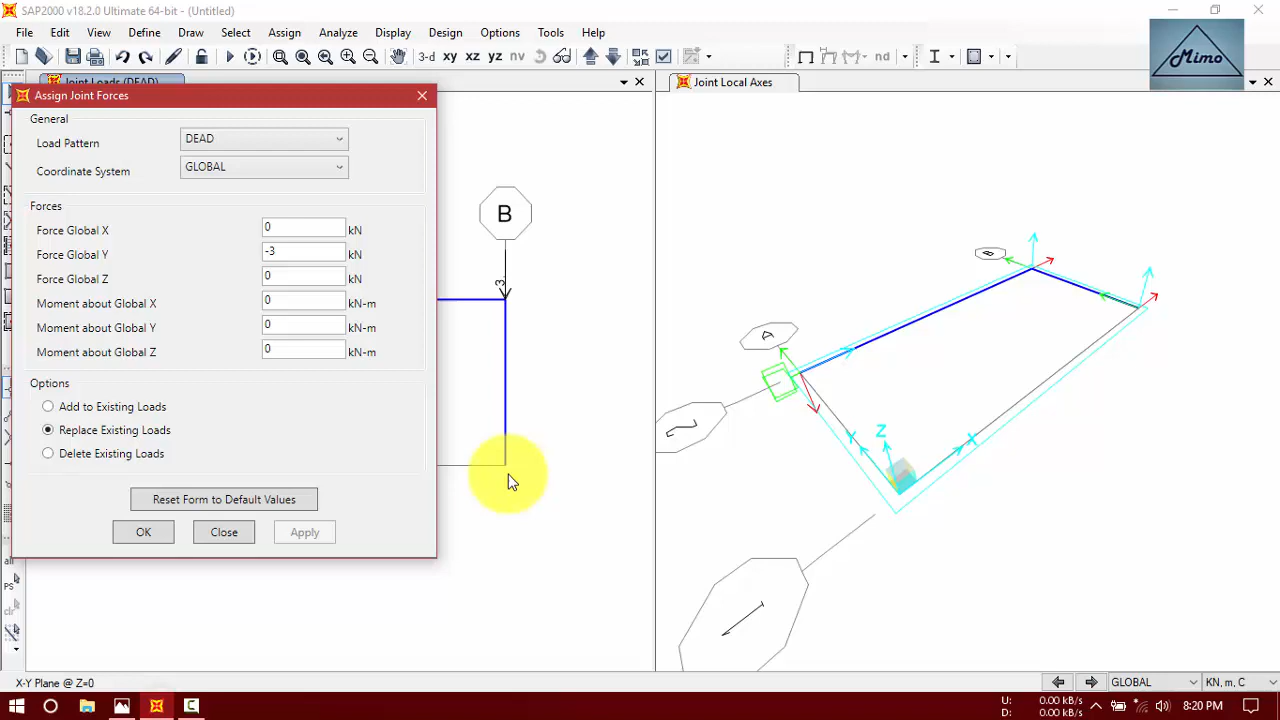 SAP2000 v18.2.0 Ultimate 64-bit - (Untitled)
File Edit View Define Draw Select Assign Analyze Display Design Options Tools Help
3-d xy xz yz nv
nd
Mimo
Joint Loads (DEAD)
Joint Local Axes
Assign Joint Forces
General
Load Pattern DEAD
Coordinate System GLOBAL
Forces
Force Global X 0 kN
Force Global Y -3 kN
Force Global Z 0 kN
Moment about Global X 0 kN-m
Moment about Global Y 0 kN-m
Moment about Global Z 0 kN-m
Options
Add to Existing Loads
Replace Existing Loads
Delete Existing Loads
Reset Form to Default Values
OK Close Apply
B
3.
B
A
2
Y Z X
1
all
PS
clr
X-Y Plane @ Z=0
GLOBAL
KN, m, C
U: 0.00 kB/s
D: 0.00 kB/s
8:20 PM